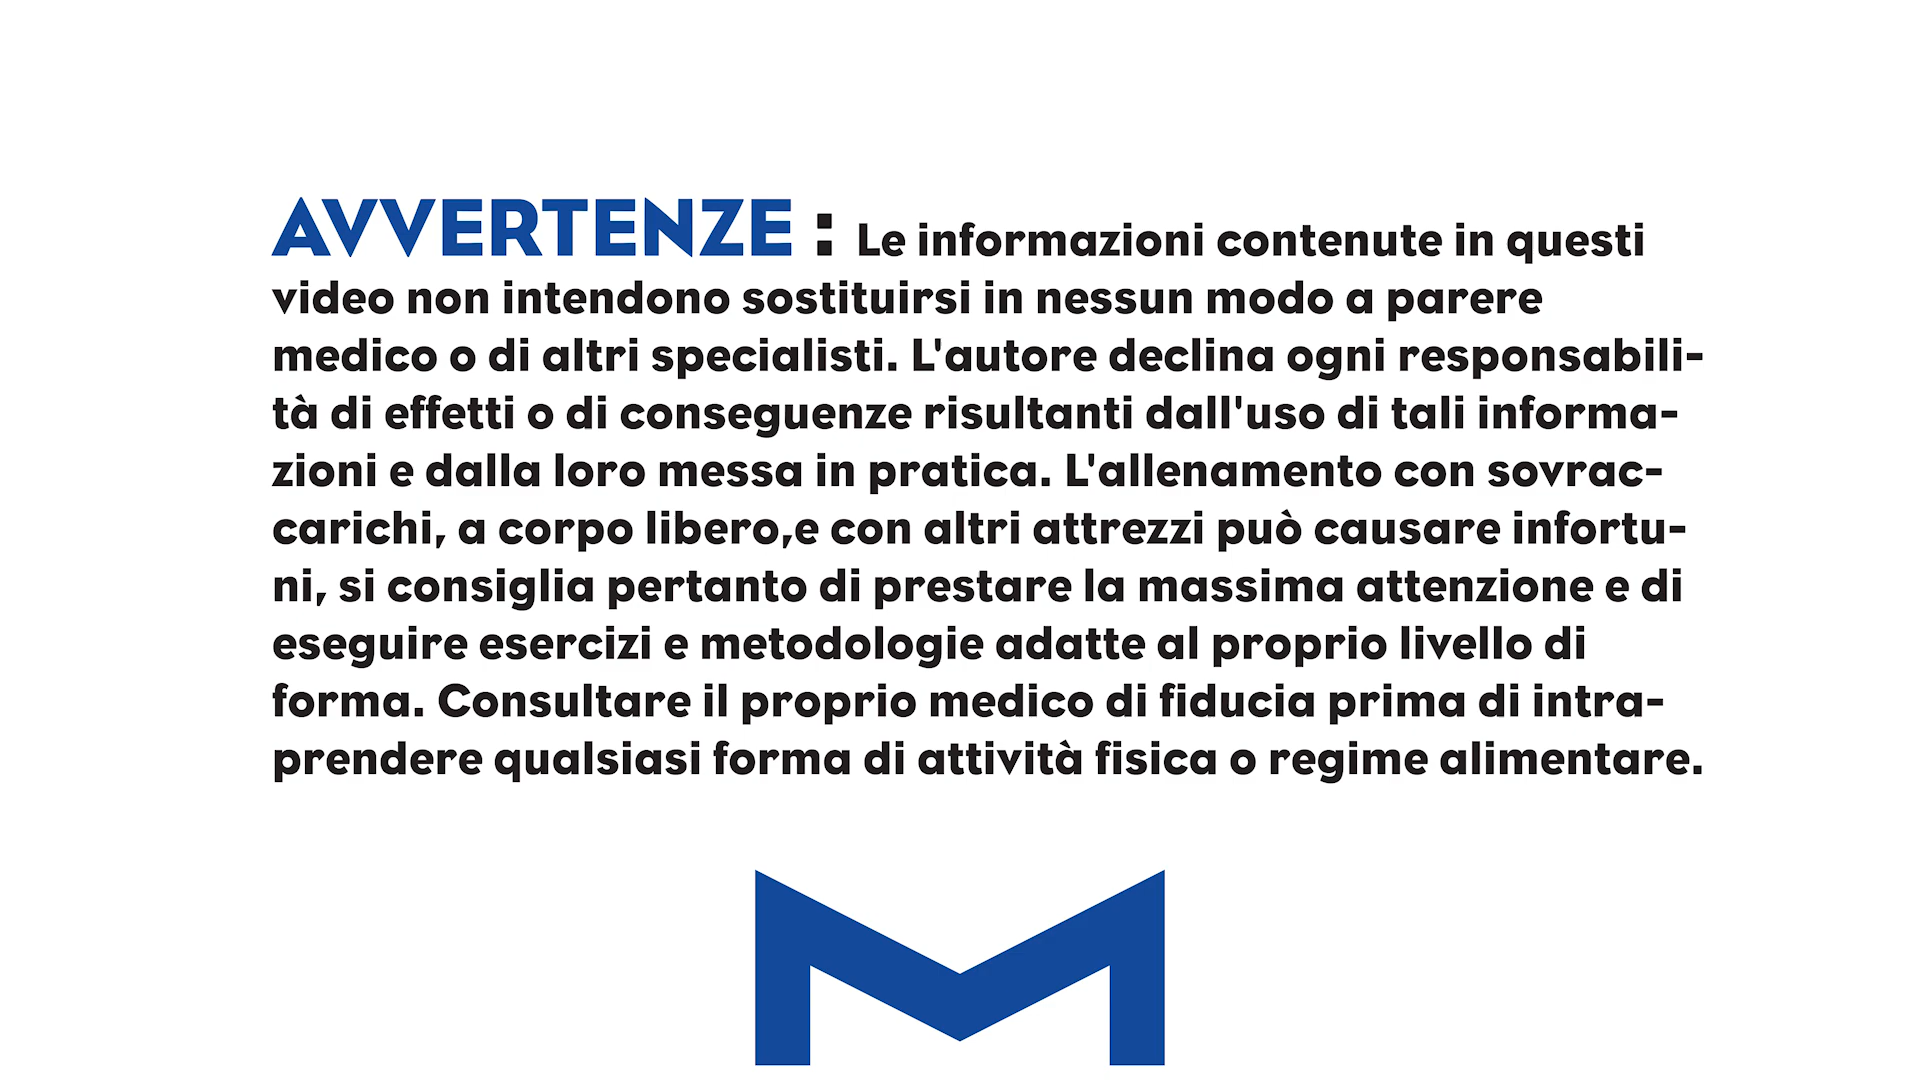 AVVERTENZE : Le informazioni contenute in questi
video non intendono sostituirsi in nessun modo a parere
medico o di altri specialisti. L'autore declina ogni responsabili-
tà di effetti o di conseguenze risultanti dall'uso di tali informa-
zioni e dalla loro messa in pratica. L'allenamento con sovrac-
carichi, a corpo libero,e con altri attrezzi può causare infortu-
ni, si consiglia pertanto di prestare la massima attenzione e di
eseguire esercizi e metodologie adatte al proprio livello di
forma. Consultare il proprio medico di fiducia prima di intra-
prendere qualsiasi forma di attività fisica o regime alimentare.
M